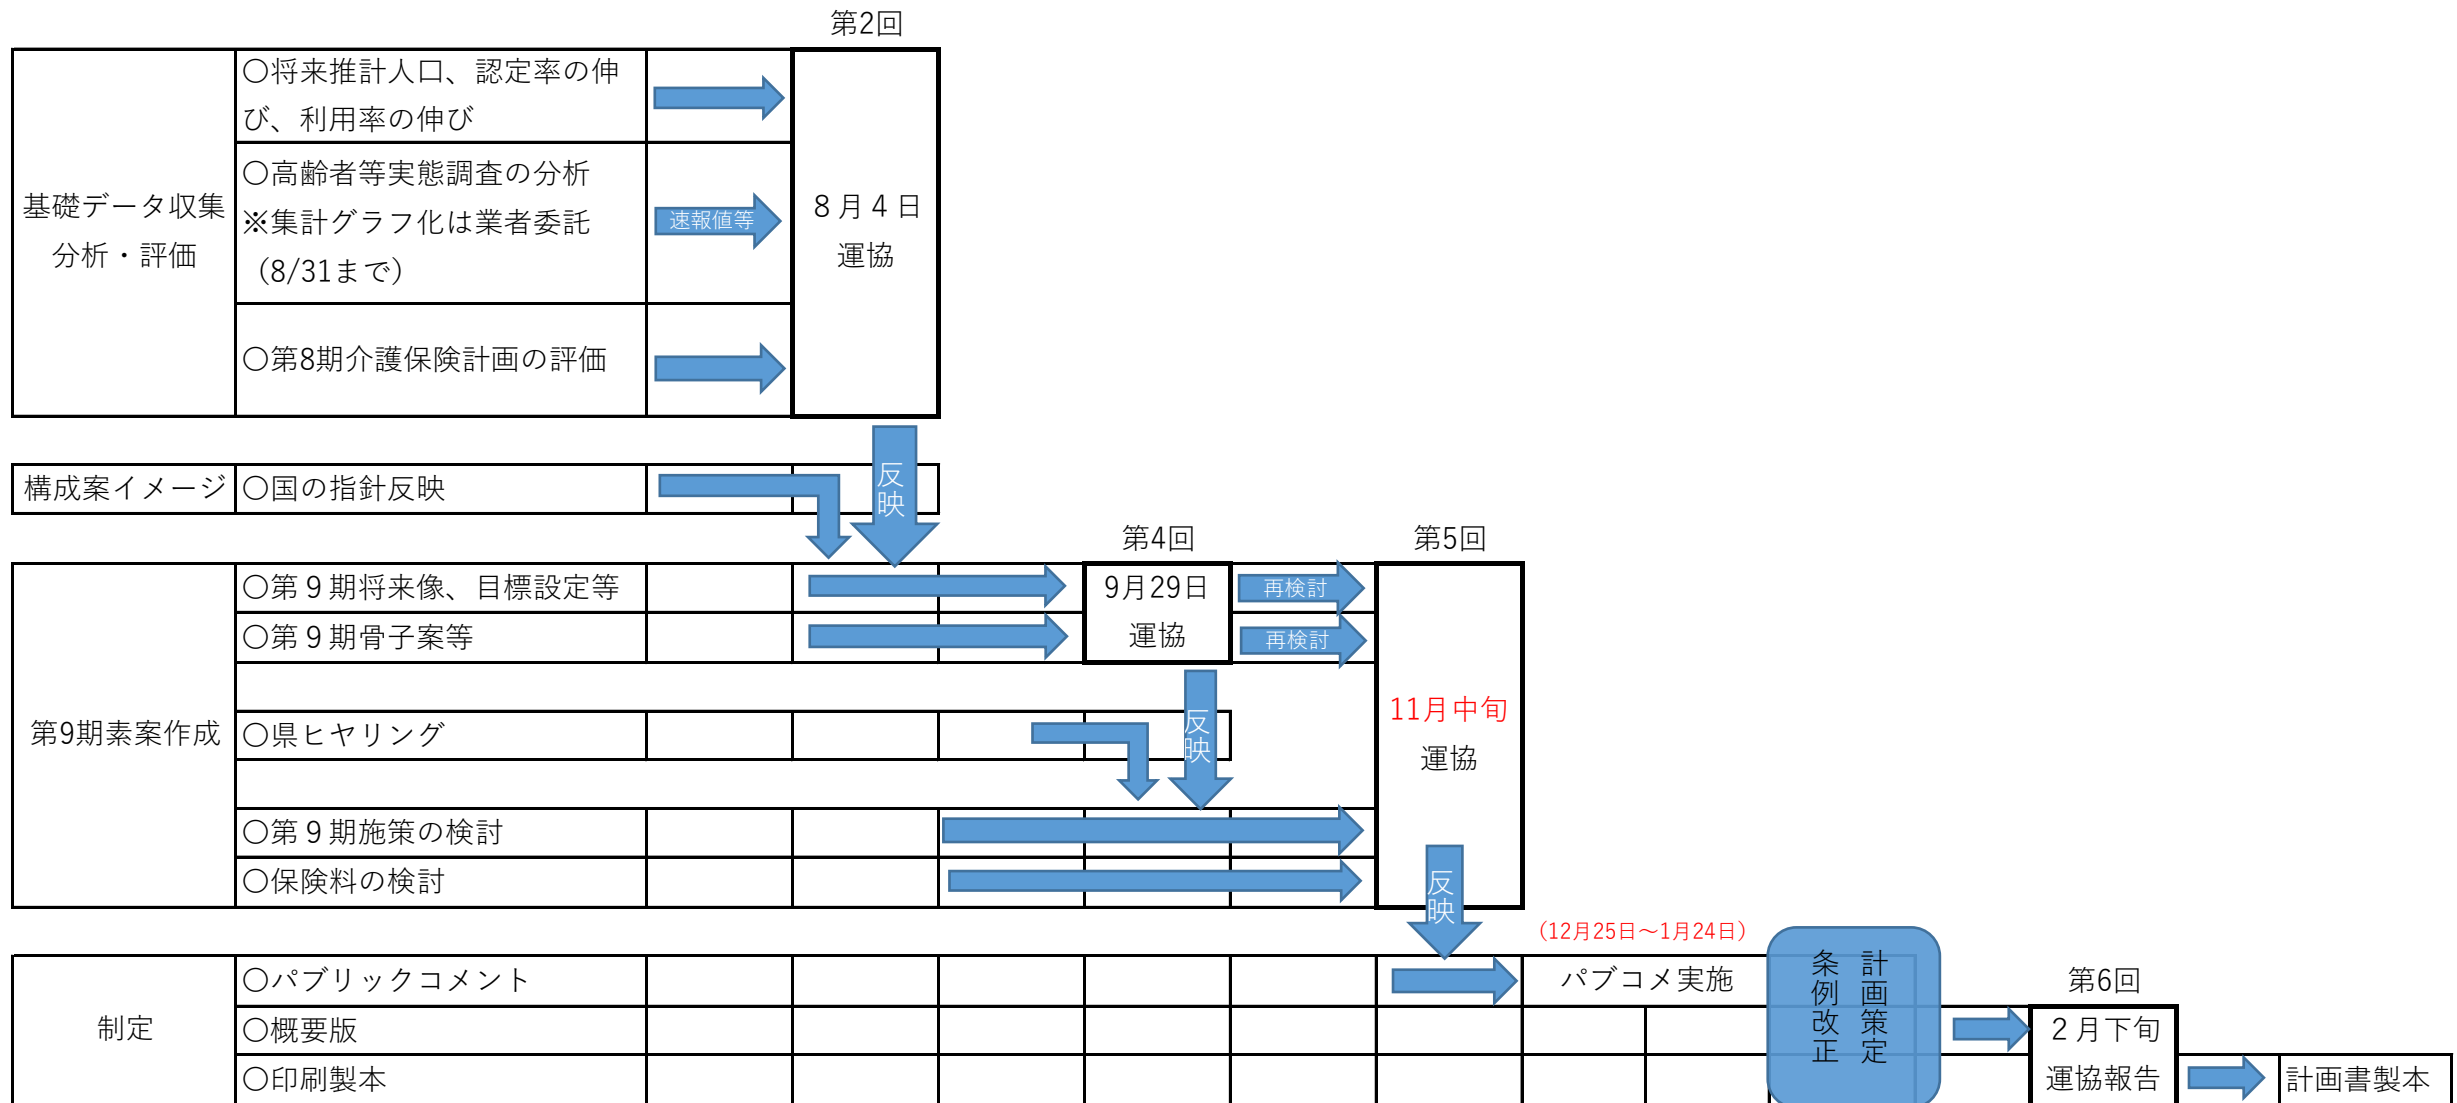 第2回
基礎データ収集
分析・評価
〇将来推計人口、認定率の伸
び、利用率の伸び
〇高齢者等実態調査の分析
※集計グラフ化は業者委託
（8/31まで）
速報値等
〇第8期介護保険計画の評価
８月４日
運協
反映
構成案イメージ
〇国の指針反映
第4回
第5回
第9期素案作成
〇第９期将来像、目標設定等
〇第９期骨子案等
9月29日
運協
再検討
再検討
〇県ヒヤリング
反映
11月中旬
運協
〇第９期施策の検討
〇保険料の検討
反映
（12月25日～1月24日）
制定
〇パブリックコメント
パブコメ実施
〇概要版
〇印刷製本
計画策定
条例改正
第6回
２月下旬
運協報告
計画書製本